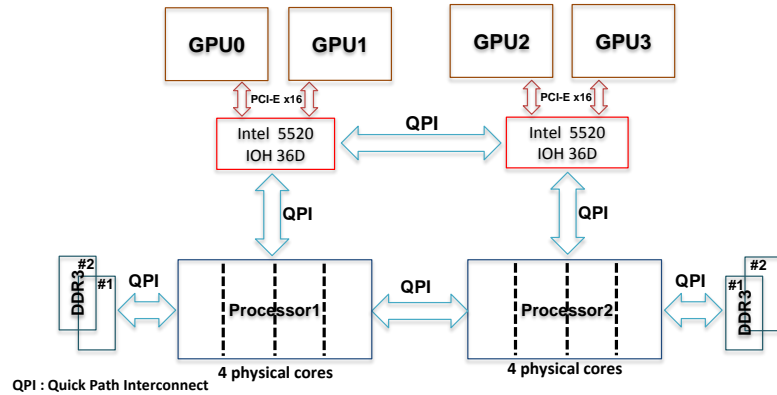 GPU0
GPU1
GPU2
GPU3
PCI-E x16
PCI-E x16
Intel 5520
IOH 36D
QPI
Intel 5520
IOH 36D
QPI
QPI
#2
#1
DDR3
QPI
Processor1
QPI
Processor2
QPI
#2
#1
DDR3
4 physical cores
4 physical cores
QPI : Quick Path Interconnect